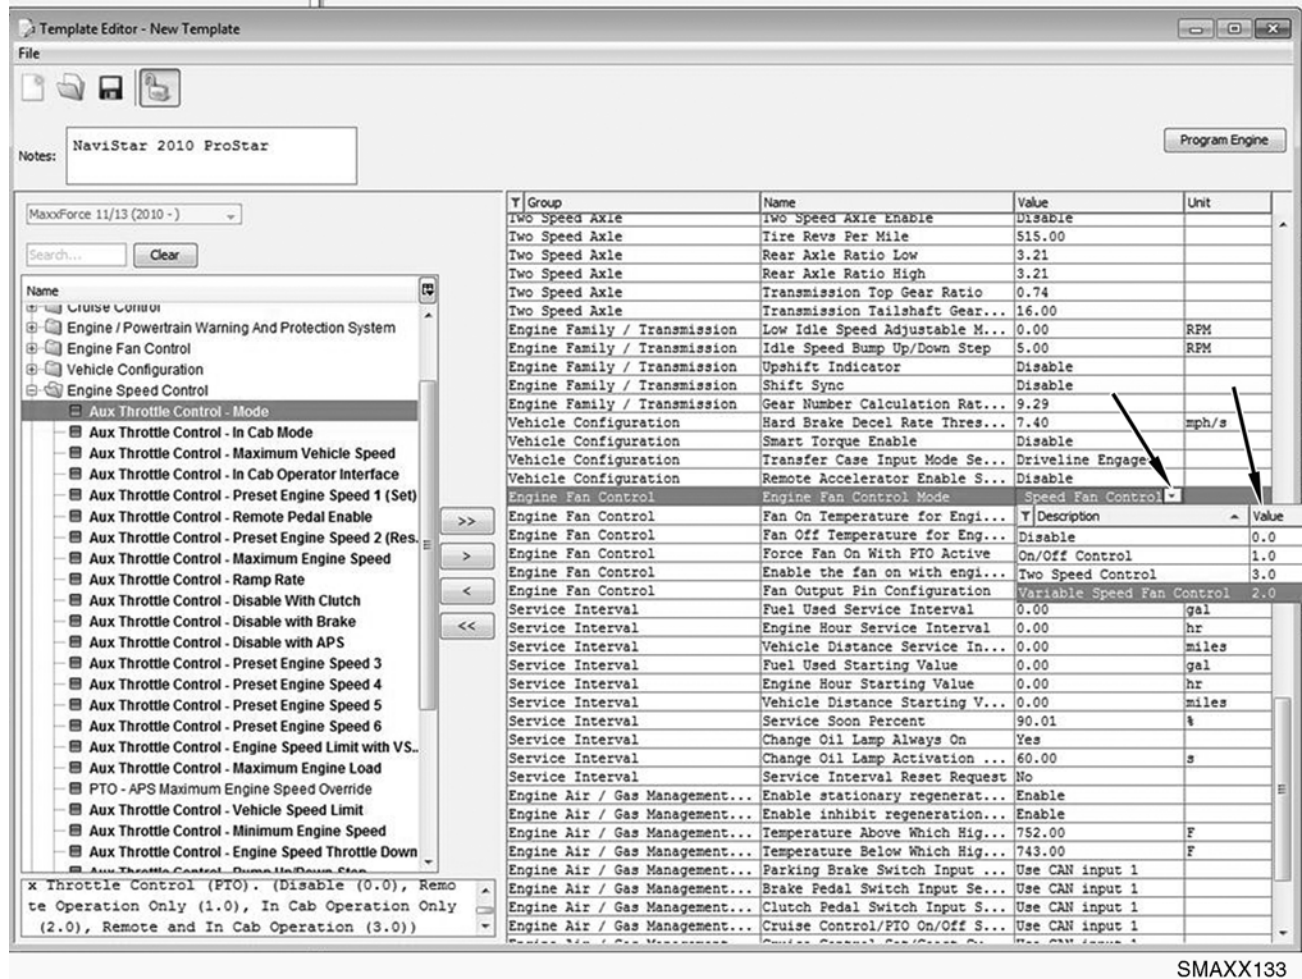 Template Editor - New Template
File
Notes:
NaviStar 2010 ProStar
Program Engine
MaxxForce 11/13 (2010 - )
Search...
Clear
Name
Cruise Control
Engine / Powertrain Warning And Protection System
Engine Fan Control
Vehicle Configuration
Engine Speed Control
Aux Throttle Control - Mode
Aux Throttle Control - In Cab Mode
Aux Throttle Control - Maximum Vehicle Speed
Aux Throttle Control - In Cab Operator Interface
Aux Throttle Control - Preset Engine Speed 1 (Set)
Aux Throttle Control - Remote Pedal Enable
Aux Throttle Control - Preset Engine Speed 2 (Res.
Aux Throttle Control - Maximum Engine Speed
Aux Throttle Control - Ramp Rate
Aux Throttle Control - Disable With Clutch
Aux Throttle Control - Disable with Brake
Aux Throttle Control - Disable with APS
Aux Throttle Control - Preset Engine Speed 3
Aux Throttle Control - Preset Engine Speed 4
Aux Throttle Control - Preset Engine Speed 5
Aux Throttle Control - Preset Engine Speed 6
Aux Throttle Control - Engine Speed Limit with VS..
Aux Throttle Control - Maximum Engine Load
PTO - APS Maximum Engine Speed Override
Aux Throttle Control - Vehicle Speed Limit
Aux Throttle Control - Minimum Engine Speed
Aux Throttle Control - Engine Speed Throttle Down
Aux Throttle Control - Bump Up/Down Step
x Throttle Control (PTO). (Disable (0.0), Remo
te Operation Only (1.0), In Cab Operation Only
(2.0), Remote and In Cab Operation (3.0))
>>
>
<
<<
Group Name Value Unit
Two Speed Axle Two Speed Axle Enable Disable
Two Speed Axle Tire Revs Per Mile 515.00
Two Speed Axle Rear Axle Ratio Low 3.21
Two Speed Axle Rear Axle Ratio High 3.21
Two Speed Axle Transmission Top Gear Ratio 0.74
Two Speed Axle Transmission Tailshaft Gear... 16.00
Engine Family / Transmission Low Idle Speed Adjustable M... 0.00 RPM
Engine Family / Transmission Idle Speed Bump Up/Down Step 5.00 RPM
Engine Family / Transmission Upshift Indicator Disable
Engine Family / Transmission Shift Sync Disable
Engine Family / Transmission Gear Number Calculation Rat... 9.29
Vehicle Configuration Hard Brake Decel Rate Thres... 7.40 mph/s
Vehicle Configuration Smart Torque Enable Disable
Vehicle Configuration Transfer Case Input Mode Se... Driveline Engage
Vehicle Configuration Remote Accelerator Enable S... Disable
Engine Fan Control Engine Fan Control Mode Speed Fan Control
Engine Fan Control Fan On Temperature for Engi... Description Value
Engine Fan Control Fan Off Temperature for Eng... Disable 0.0
Engine Fan Control Force Fan On With PTO Active On/Off Control 1.0
Engine Fan Control Enable the fan on with engi... Two Speed Control 3.0
Engine Fan Control Fan Output Pin Configuration Variable Speed Fan Control 2.0
Service Interval Fuel Used Service Interval 0.00 gal
Service Interval Engine Hour Service Interval 0.00 hr
Service Interval Vehicle Distance Service In... 0.00 miles
Service Interval Fuel Used Starting Value 0.00 gal
Service Interval Engine Hour Starting Value 0.00 hr
Service Interval Vehicle Distance Starting V... 0.00 miles
Service Interval Service Soon Percent 90.01 %
Service Interval Change Oil Lamp Always On Yes
Service Interval Change Oil Lamp Activation ... 60.00 s
Service Interval Service Interval Reset Request No
Engine Air / Gas Management... Enable stationary regenerat... Enable
Engine Air / Gas Management... Enable inhibit regeneration... Enable
Engine Air / Gas Management... Temperature Above Which Hig... 752.00 F
Engine Air / Gas Management... Temperature Below Which Hig... 743.00 F
Engine Air / Gas Management... Parking Brake Switch Input ... Use CAN input 1
Engine Air / Gas Management... Brake Pedal Switch Input Se... Use CAN input 1
Engine Air / Gas Management... Clutch Pedal Switch Input S... Use CAN input 1
Engine Air / Gas Management... Cruise Control/PTO On/Off S... Use CAN input 1
SMAXX133